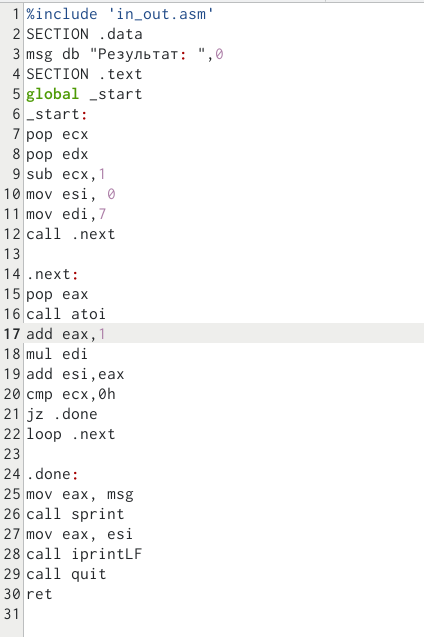 1 %include 'in_out.asm'
2 SECTION .data
3 msg db "Результат: ",0
4 SECTION .text
5 global _start
6 _start:
7 pop ecx
8 pop edx
9 sub ecx,1
10 mov esi, 0
11 mov edi,7
12 call .next
13
14 .next:
15 pop eax
16 call atoi
17 add eax,1
18 mul edi
19 add esi,eax
20 cmp ecx,0h
21 jz .done
22 loop .next
23
24 .done:
25 mov eax, msg
26 call sprint
27 mov eax, esi
28 call iprintLF
29 call quit
30 ret
31